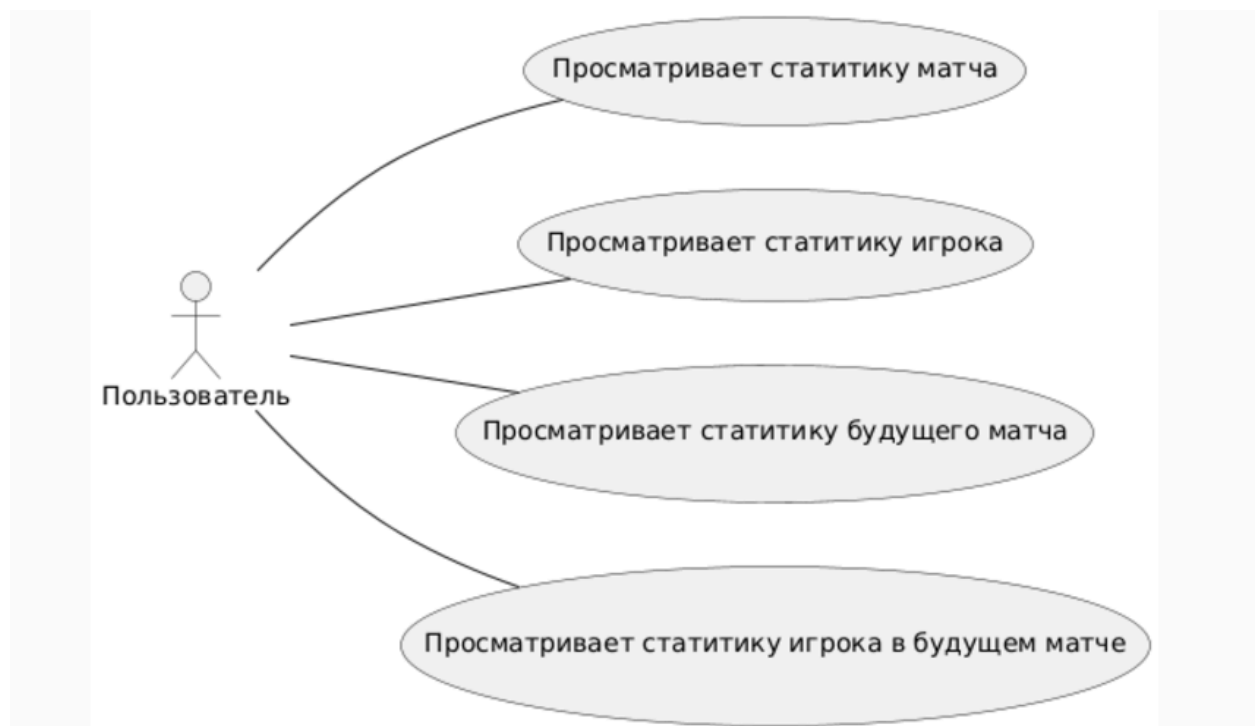 Просматривает статитику матча
Просматривает статитику игрока
Пользователь
Просматривает статитику будущего матча
Просматривает статитику игрока в будущем матче